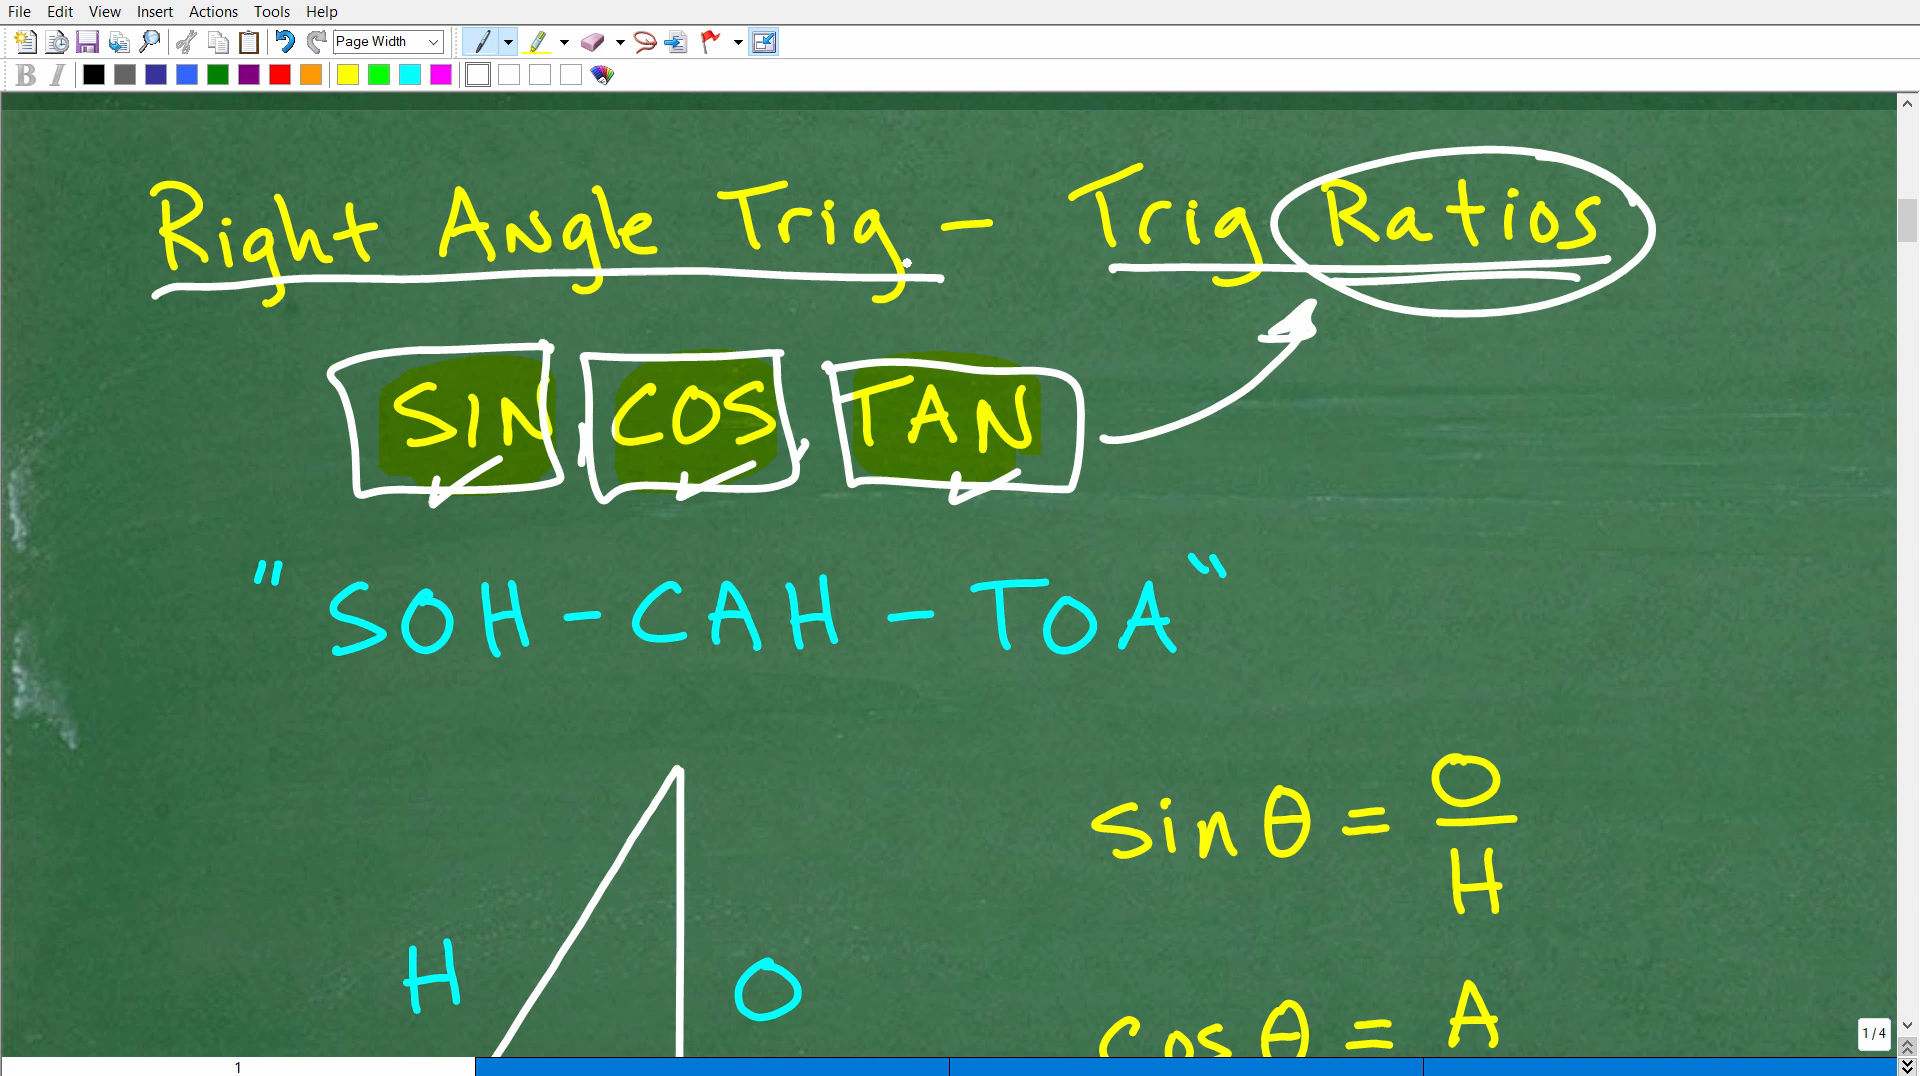 File Edit View Insert Actions Tools Help
Page Width
B I
Right Angle Trig - Trig Ratios
SIN, COS, TAN
"SOH - CAH - TOA"
sin θ = O
H
H
O
cos θ = A
1 / 4
1